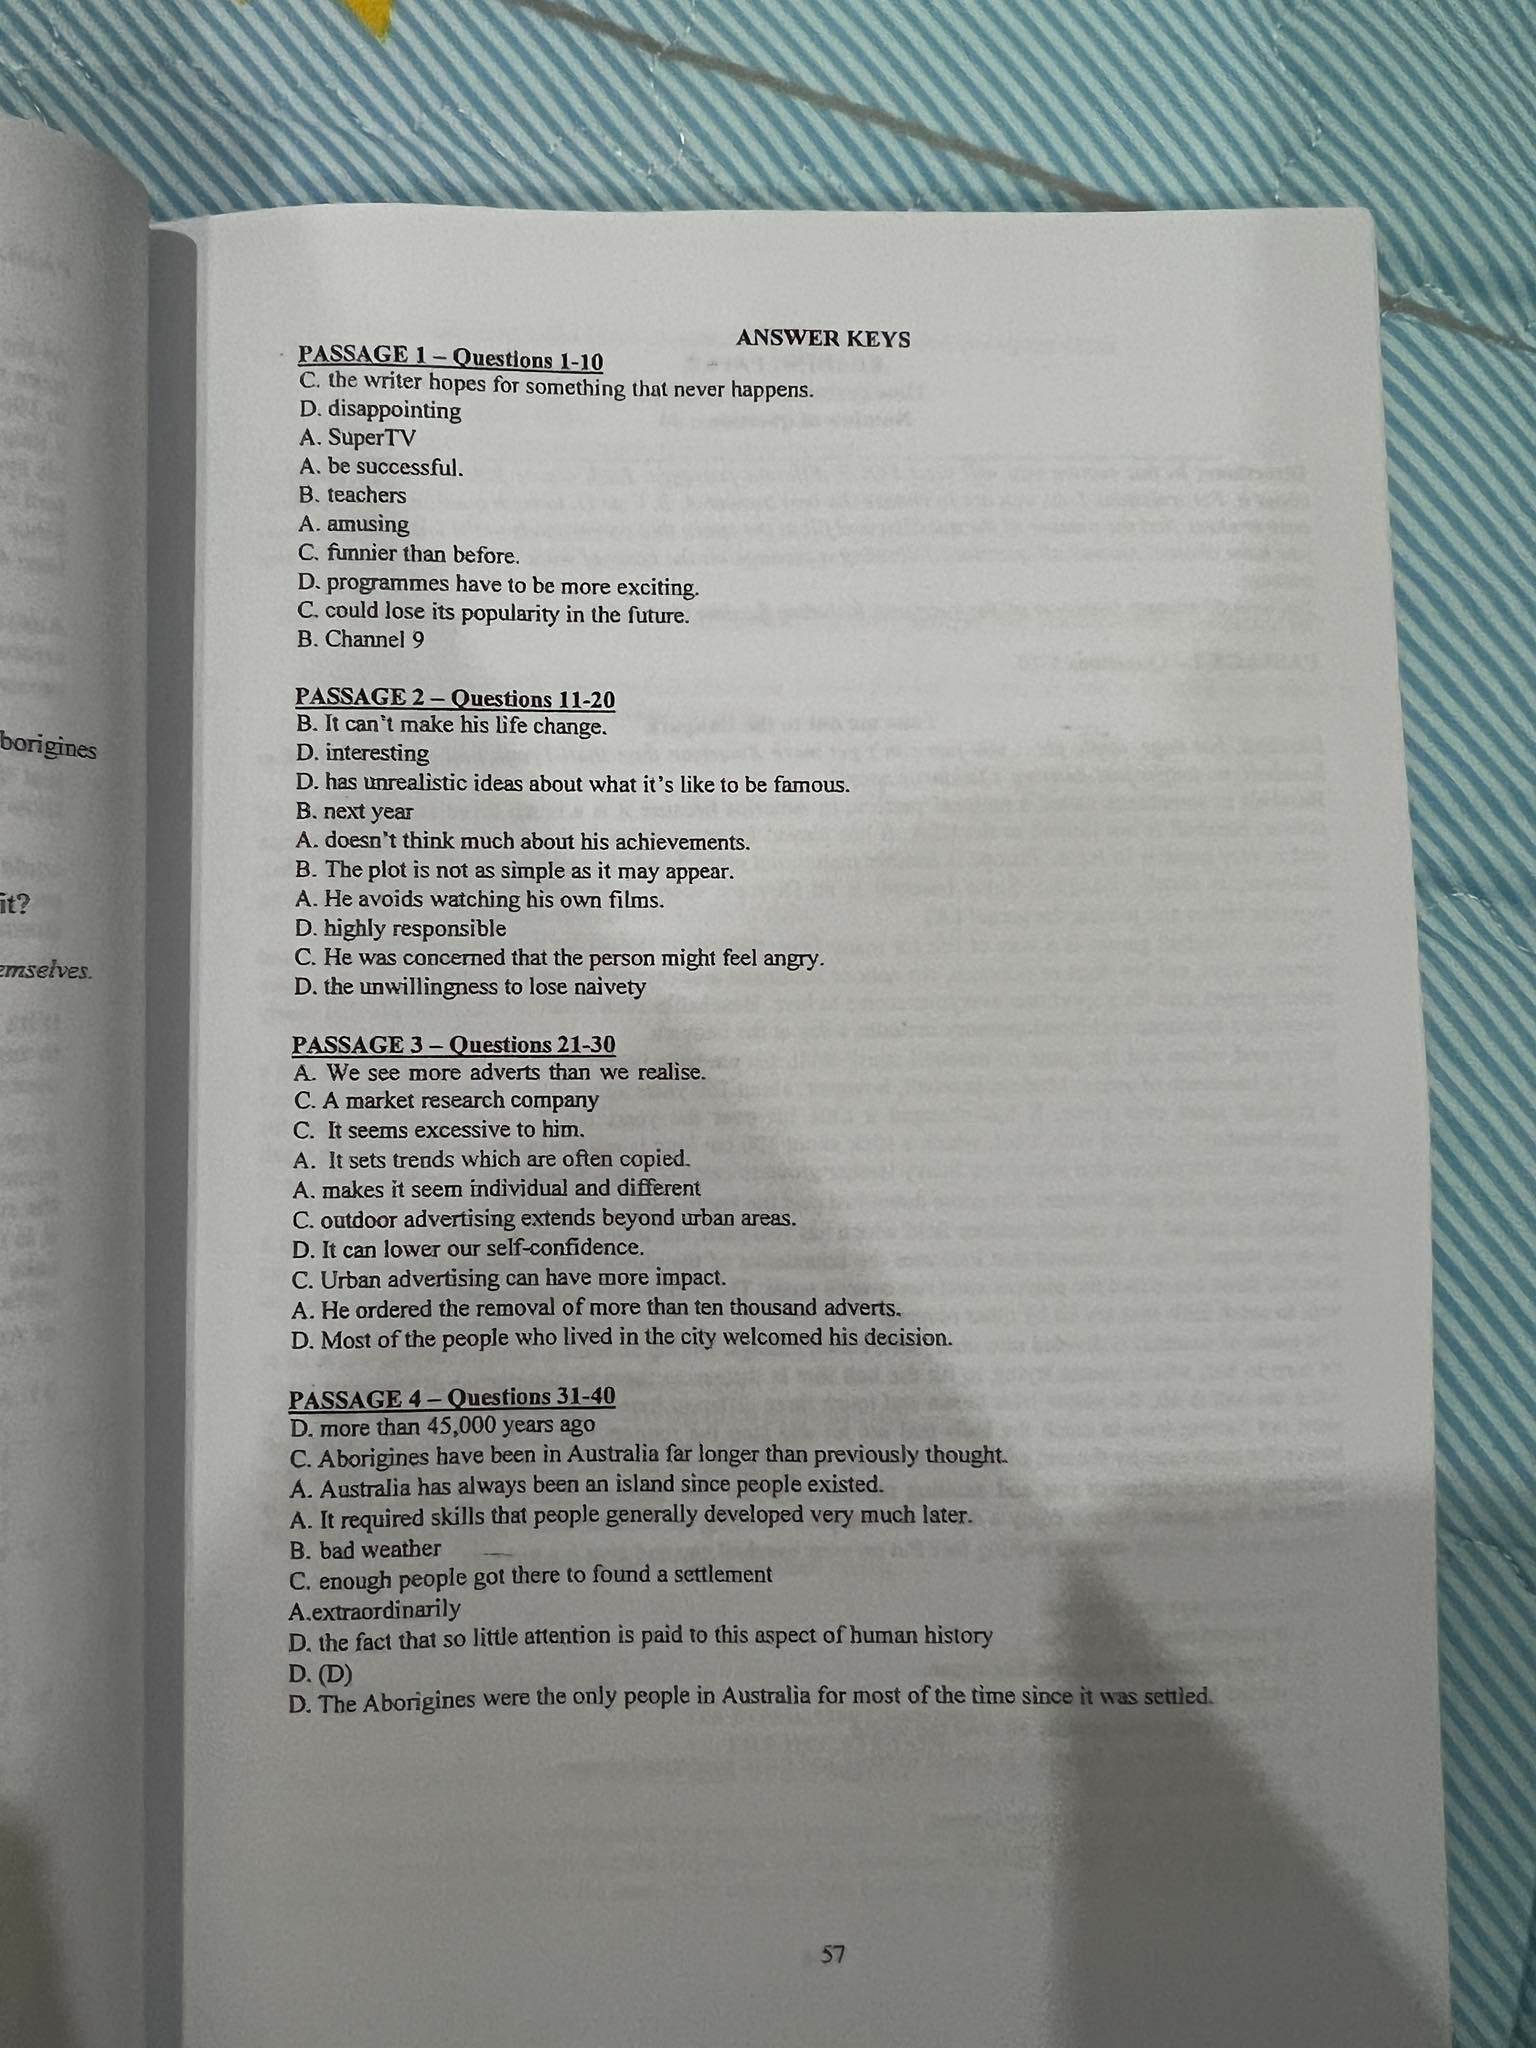 borigines
it?
emselves.
ANSWER KEYS
PASSAGE 1 – Questions 1-10
C. the writer hopes for something that never happens.
D. disappointing
A. SuperTV
A. be successful.
B. teachers
A. amusing
C. funnier than before.
D. programmes have to be more exciting.
C. could lose its popularity in the future.
B. Channel 9
PASSAGE 2 – Questions 11-20
B. It can't make his life change.
D. interesting
D. has unrealistic ideas about what it's like to be famous.
B. next year
A. doesn't think much about his achievements.
B. The plot is not as simple as it may appear.
A. He avoids watching his own films.
D. highly responsible
C. He was concerned that the person might feel angry.
D. the unwillingness to lose naivety
PASSAGE 3 – Questions 21-30
A. We see more adverts than we realise.
C. A market research company
C. It seems excessive to him.
A. It sets trends which are often copied.
A. makes it seem individual and different
C. outdoor advertising extends beyond urban areas.
D. It can lower our self-confidence.
C. Urban advertising can have more impact.
A. He ordered the removal of more than ten thousand adverts.
D. Most of the people who lived in the city welcomed his decision.
PASSAGE 4 – Questions 31-40
D. more than 45,000 years ago
C. Aborigines have been in Australia far longer than previously thought.
A. Australia has always been an island since people existed.
A. It required skills that people generally developed very much later.
B. bad weather
C. enough people got there to found a settlement
A.extraordinarily
D. the fact that so little attention is paid to this aspect of human history
D. (D)
D. The Aborigines were the only people in Australia for most of the time since it was settled.
57